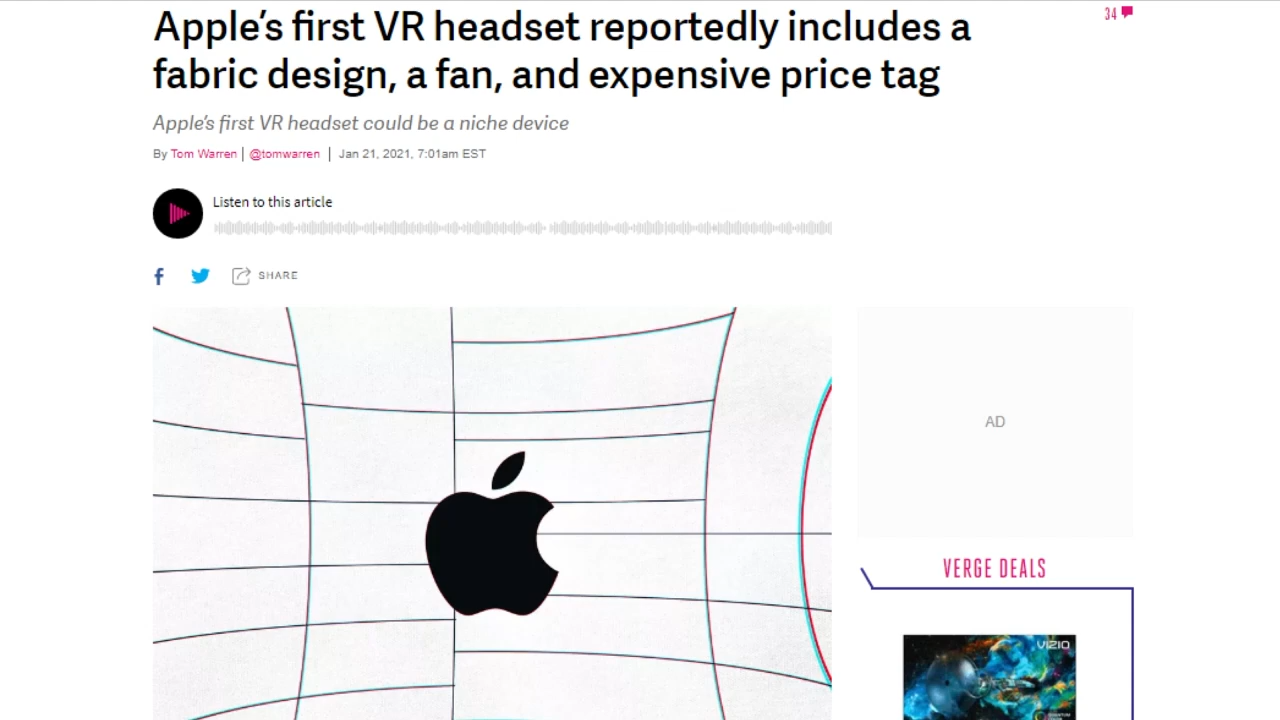 Apple’s first VR headset reportedly includes a
fabric design, a fan, and expensive price tag
34
Apple’s first VR headset could be a niche device
By Tom Warren | @tomwarren | Jan 21, 2021, 7:01am EST
Listen to this article
SHARE
AD
VERGE DEALS
VIZIO
QUANTUM